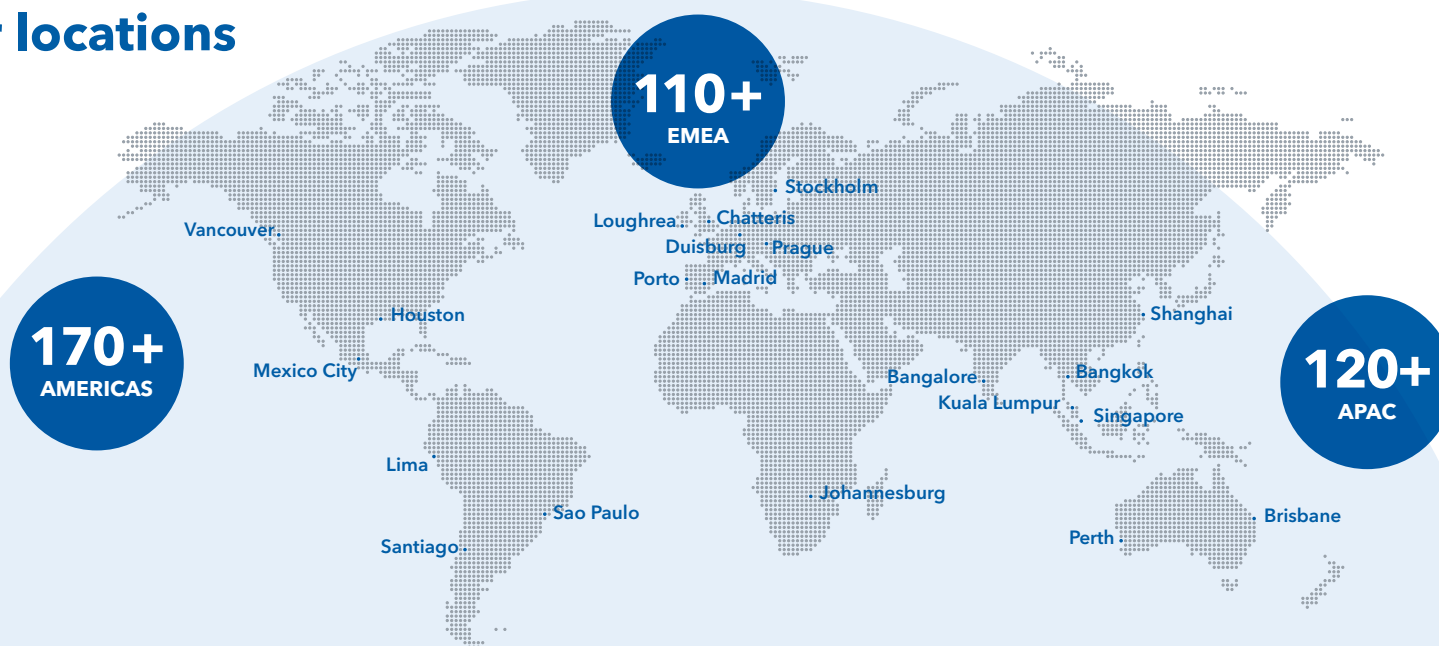 r locations
110+
EMEA
Stockholm
Loughrea
Chatteris
Vancouver
Duisburg
Prague
Porto
Madrid
170+
AMERICAS
Houston
Shanghai
120+
APAC
Mexico City
Bangalore
Bangkok
Kuala Lumpur
Singapore
Lima
Johannesburg
Sao Paulo
Brisbane
Perth
Santiago